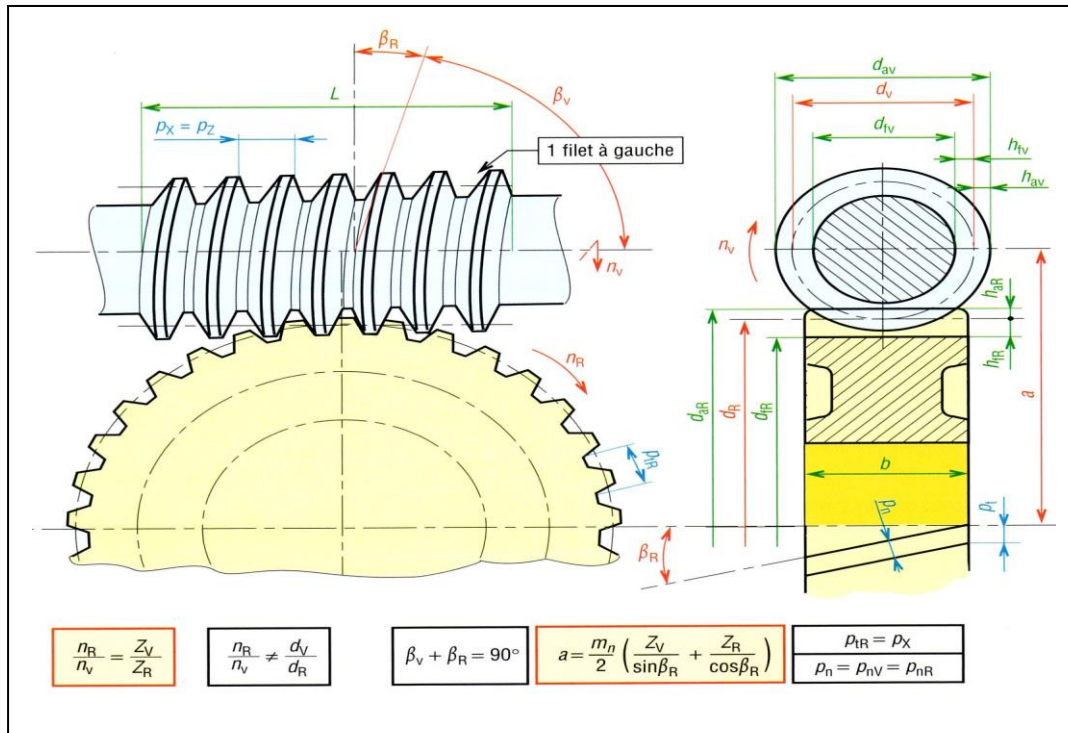 β_R
β_v
L
p_X = p_Z
1 filet à gauche
n_v
n_R
p_tR
β_R
d_av
d_v
d_fv
h_fv
h_av
n_v
h_aR
h_fR
d_aR
d_R
d_fR
a
b
p_n
p_t
n_R/n_v = Z_V/Z_R
n_R/n_v ≠ d_V/d_R
β_v + β_R = 90°
a = m_n/2 (Z_V/sinβ_R + Z_R/cosβ_R)
p_tR = p_X
p_n = p_nV = p_nR